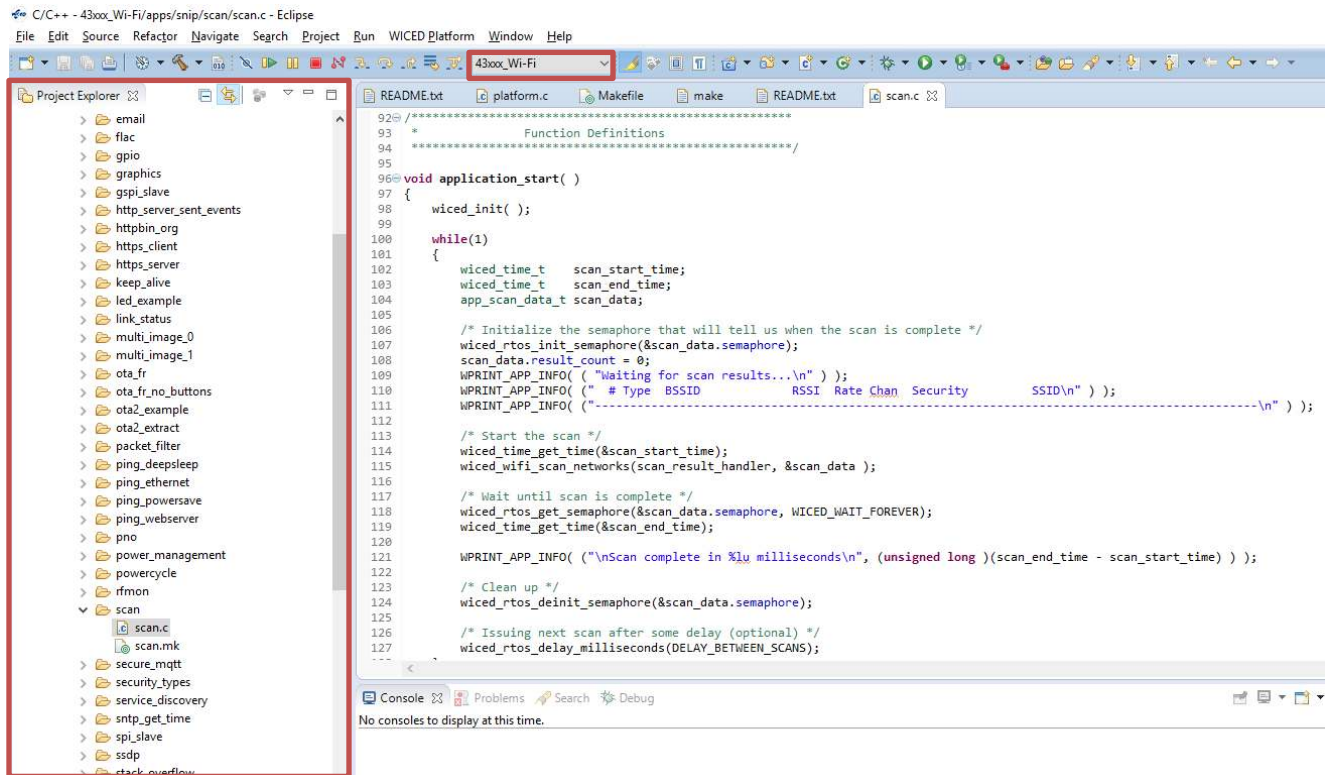 C/C++ - 43xxx_Wi-Fi/apps/snip/scan/scan.c - Eclipse
File Edit Source Refactor Navigate Search Project Run WICED Platform Window Help
43xxx_Wi-Fi
Project Explorer
email
flac
gpio
graphics
gspi_slave
http_server_sent_events
httpbin_org
https_client
https_server
keep_alive
led_example
link_status
multi_image_0
multi_image_1
ota_fr
ota_fr_no_buttons
ota2_example
ota2_extract
packet_filter
ping_deepsleep
ping_ethernet
ping_powersave
ping_webserver
pno
power_management
powercycle
rfmon
scan
scan.c
scan.mk
secure_mqtt
security_types
service_discovery
sntp_get_time
spi_slave
ssdp
stack_overflow
README.txt platform.c Makefile make README.txt scan.c
92 /******************************************************
93 * Function Definitions
94 ******************************************************/
95
96 void application_start( )
97 {
98 wiced_init( );
99
100 while(1)
101 {
102 wiced_time_t scan_start_time;
103 wiced_time_t scan_end_time;
104 app_scan_data_t scan_data;
105
106 /* Initialize the semaphore that will tell us when the scan is complete */
107 wiced_rtos_init_semaphore(&scan_data.semaphore);
108 scan_data.result_count = 0;
109 WPRINT_APP_INFO( ( "Waiting for scan results...\n" ) );
110 WPRINT_APP_INFO( (" # Type BSSID RSSI Rate Chan Security SSID\n" ) );
111 WPRINT_APP_INFO( ("----------------------------------------------------------------------------------------------\n" ) );
112
113 /* Start the scan */
114 wiced_time_get_time(&scan_start_time);
115 wiced_wifi_scan_networks(scan_result_handler, &scan_data );
116
117 /* Wait until scan is complete */
118 wiced_rtos_get_semaphore(&scan_data.semaphore, WICED_WAIT_FOREVER);
119 wiced_time_get_time(&scan_end_time);
120
121 WPRINT_APP_INFO( ("\nScan complete in %lu milliseconds\n", (unsigned long )(scan_end_time - scan_start_time) ) );
122
123 /* Clean up */
124 wiced_rtos_deinit_semaphore(&scan_data.semaphore);
125
126 /* Issuing next scan after some delay (optional) */
127 wiced_rtos_delay_milliseconds(DELAY_BETWEEN_SCANS);
Console Problems Search Debug
No consoles to display at this time.